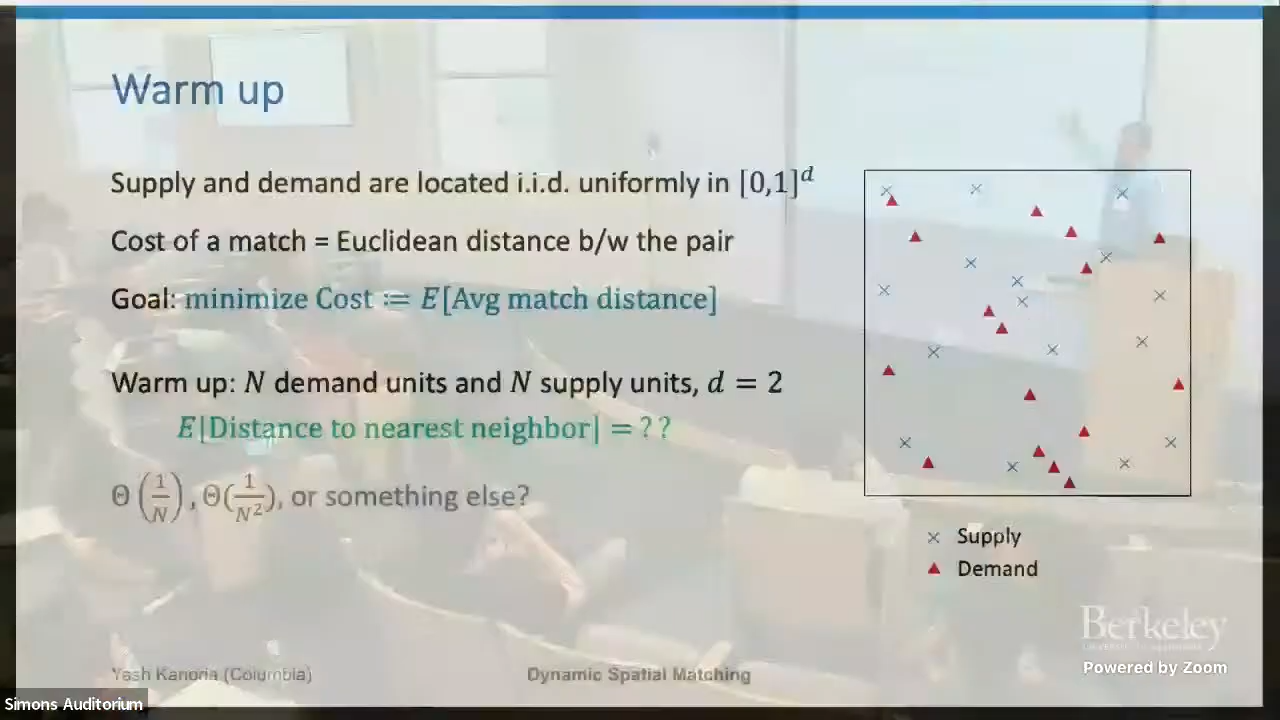 Warm up
Supply and demand are located i.i.d. uniformly in [0,1]^d
Cost of a match = Euclidean distance b/w the pair
Goal: minimize Cost := E[Avg match distance]
Warm up: N demand units and N supply units, d = 2
E[Distance to nearest neighbor] = ??
Θ(1/N), Θ(1/N²), or something else?
× Supply
▲ Demand
Berkeley
Powered by Zoom
Yash Kanoria (Columbia)
Dynamic Spatial Matching
Simons Auditorium